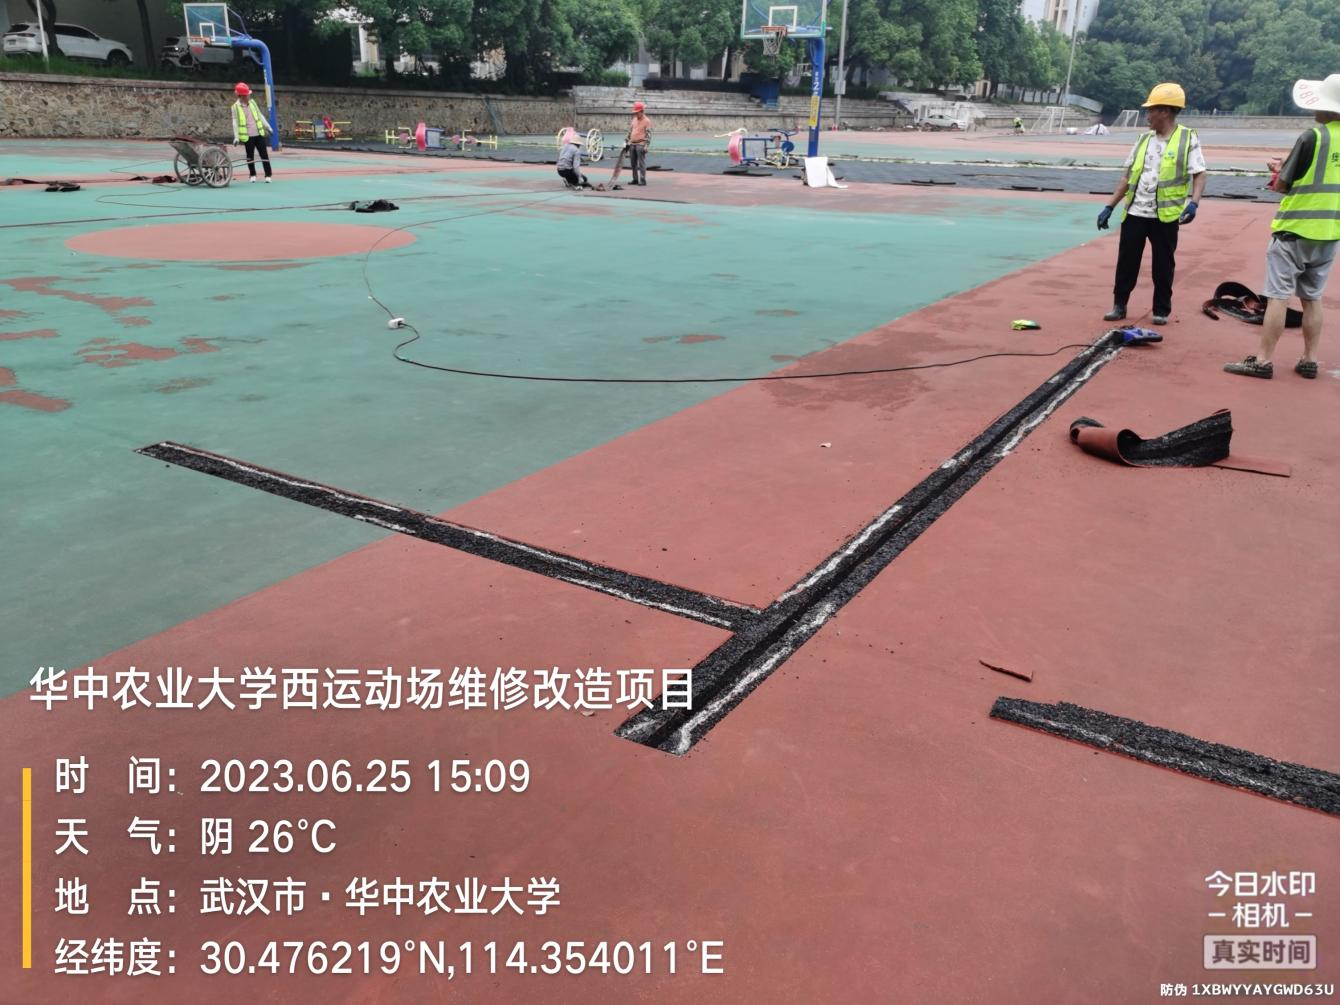 华中农业大学西运动场维修改造项目
时 间：2023.06.25 15:09
天 气：阴 26°C
地 点：武汉市·华中农业大学
经纬度：30.476219°N,114.354011°E
今日水印
-相机-
真实时间
防伪 1XBWYYAYGWD63U